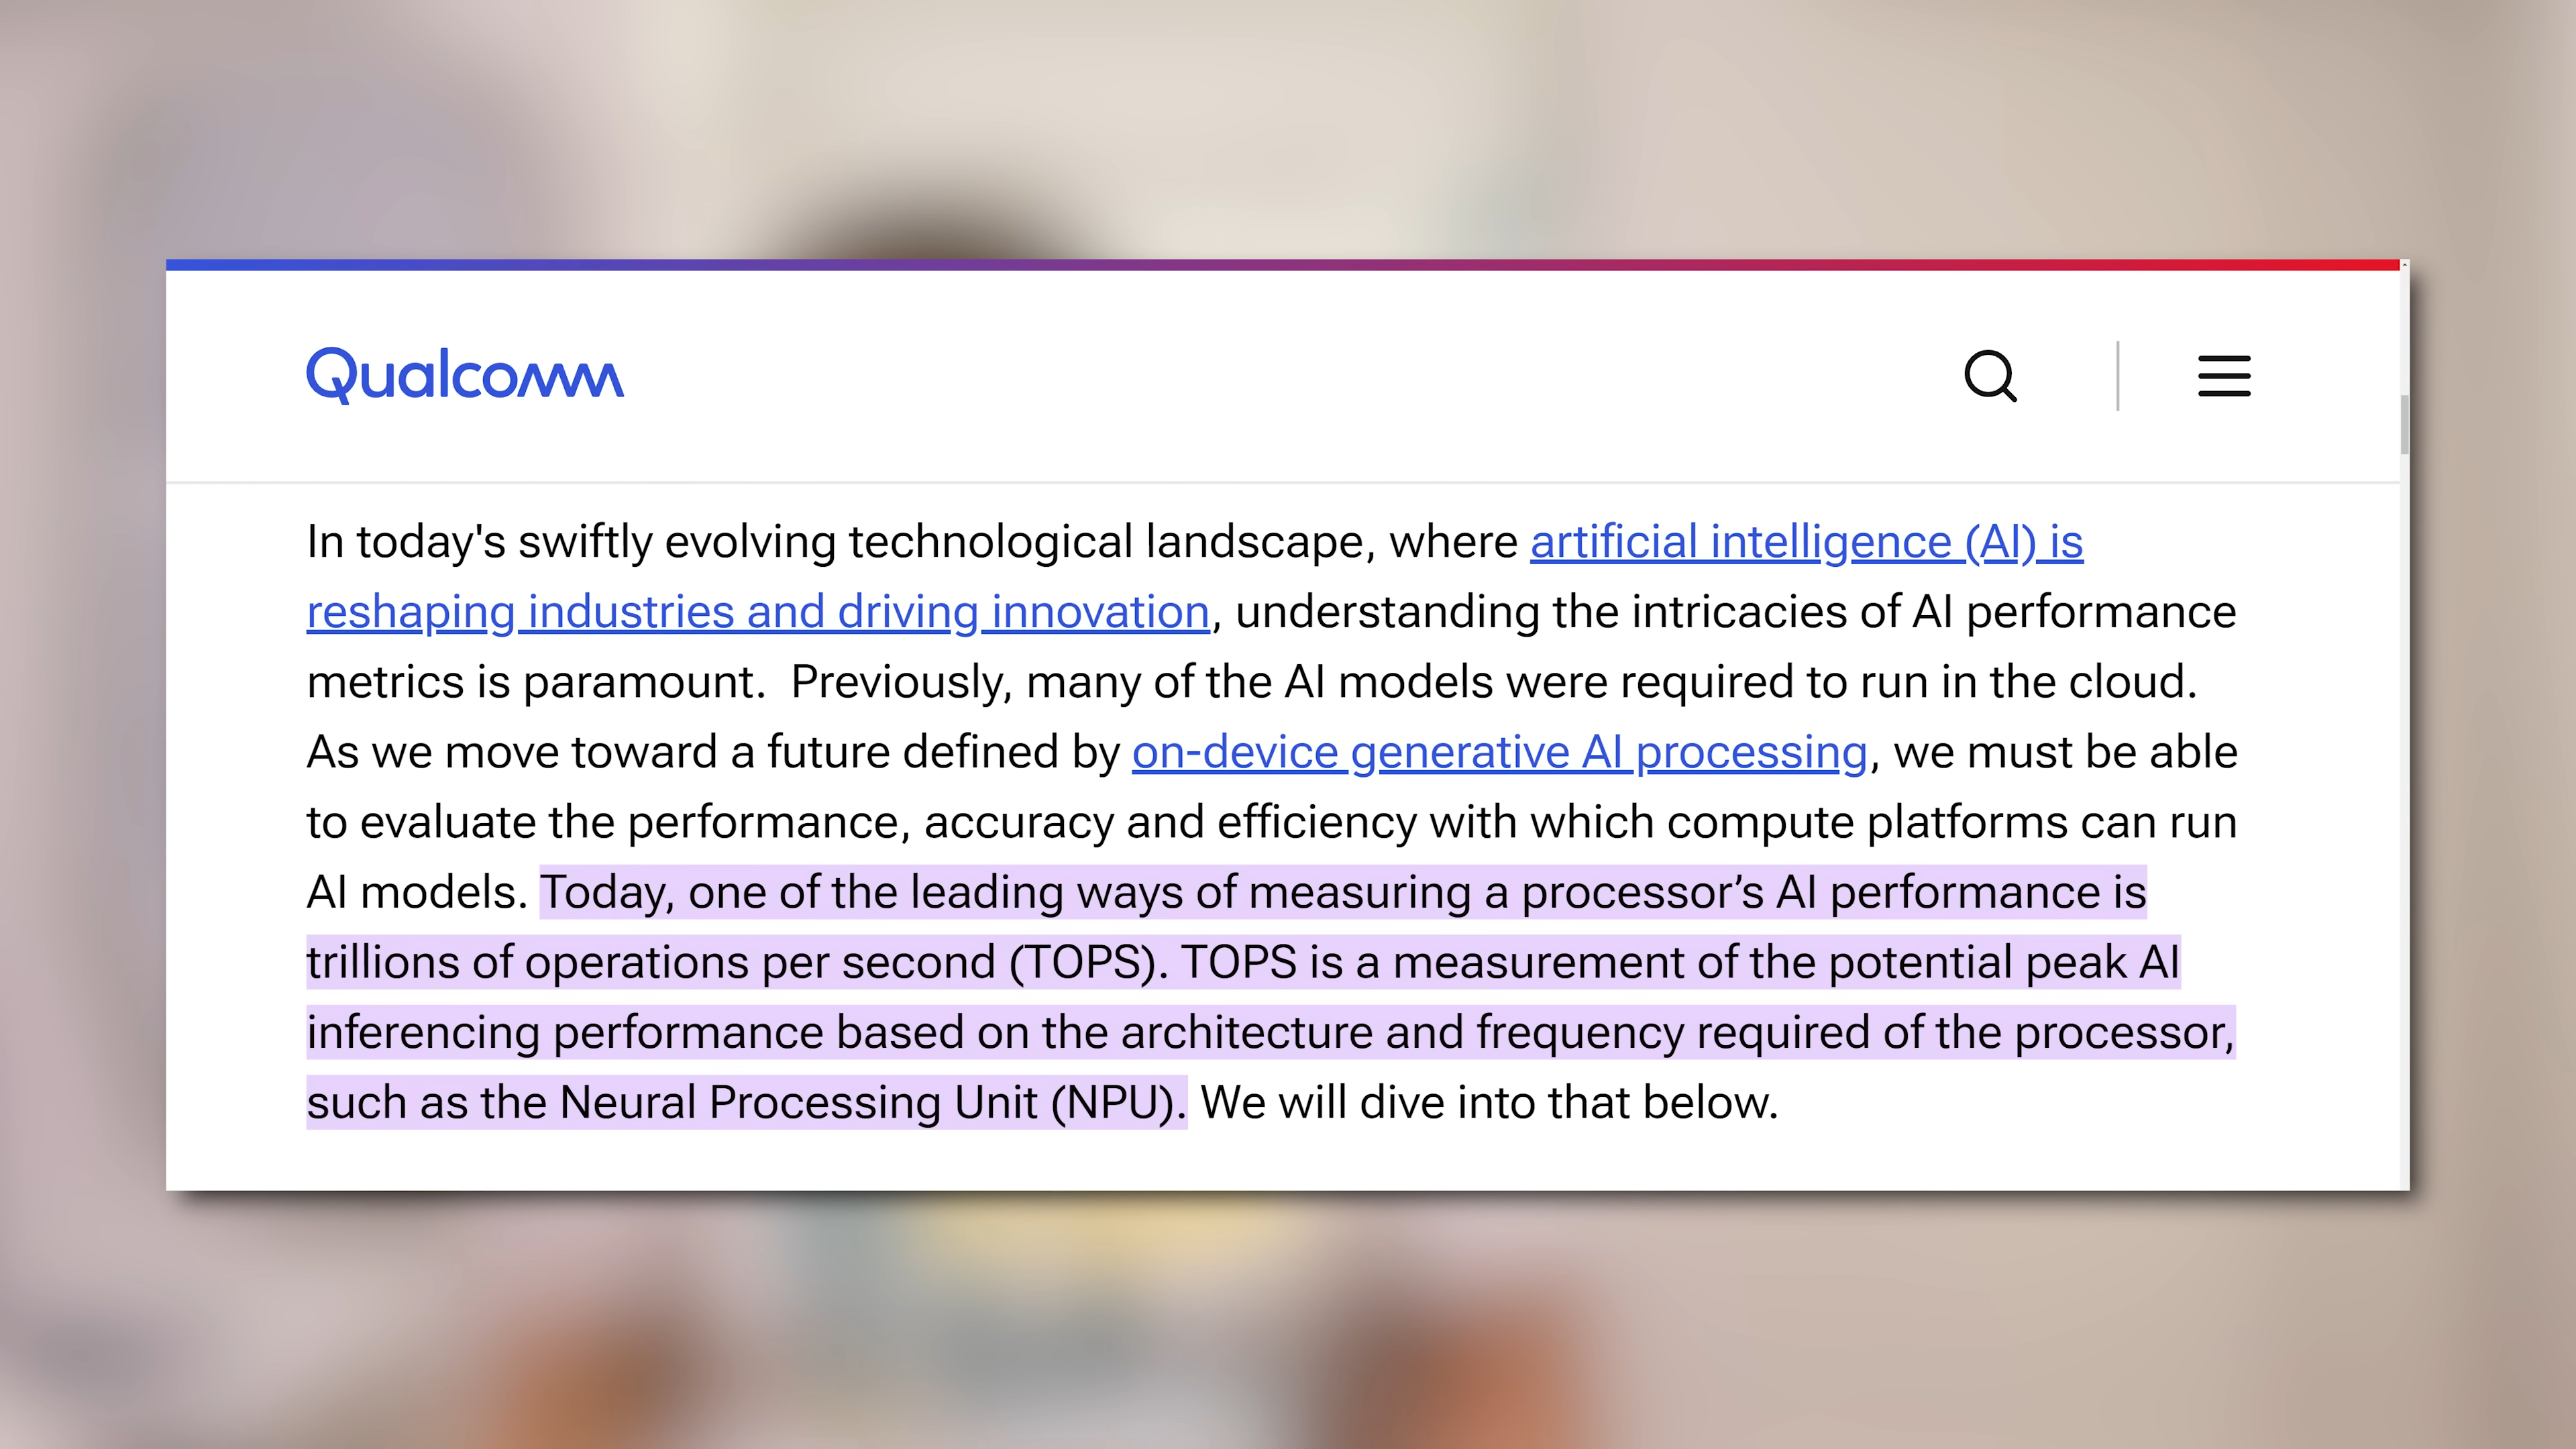 Qualcomm
In today's swiftly evolving technological landscape, where artificial intelligence (AI) is
reshaping industries and driving innovation, understanding the intricacies of AI performance
metrics is paramount.  Previously, many of the AI models were required to run in the cloud.
As we move toward a future defined by on-device generative AI processing, we must be able
to evaluate the performance, accuracy and efficiency with which compute platforms can run
AI models. Today, one of the leading ways of measuring a processor’s AI performance is
trillions of operations per second (TOPS). TOPS is a measurement of the potential peak AI
inferencing performance based on the architecture and frequency required of the processor,
such as the Neural Processing Unit (NPU). We will dive into that below.